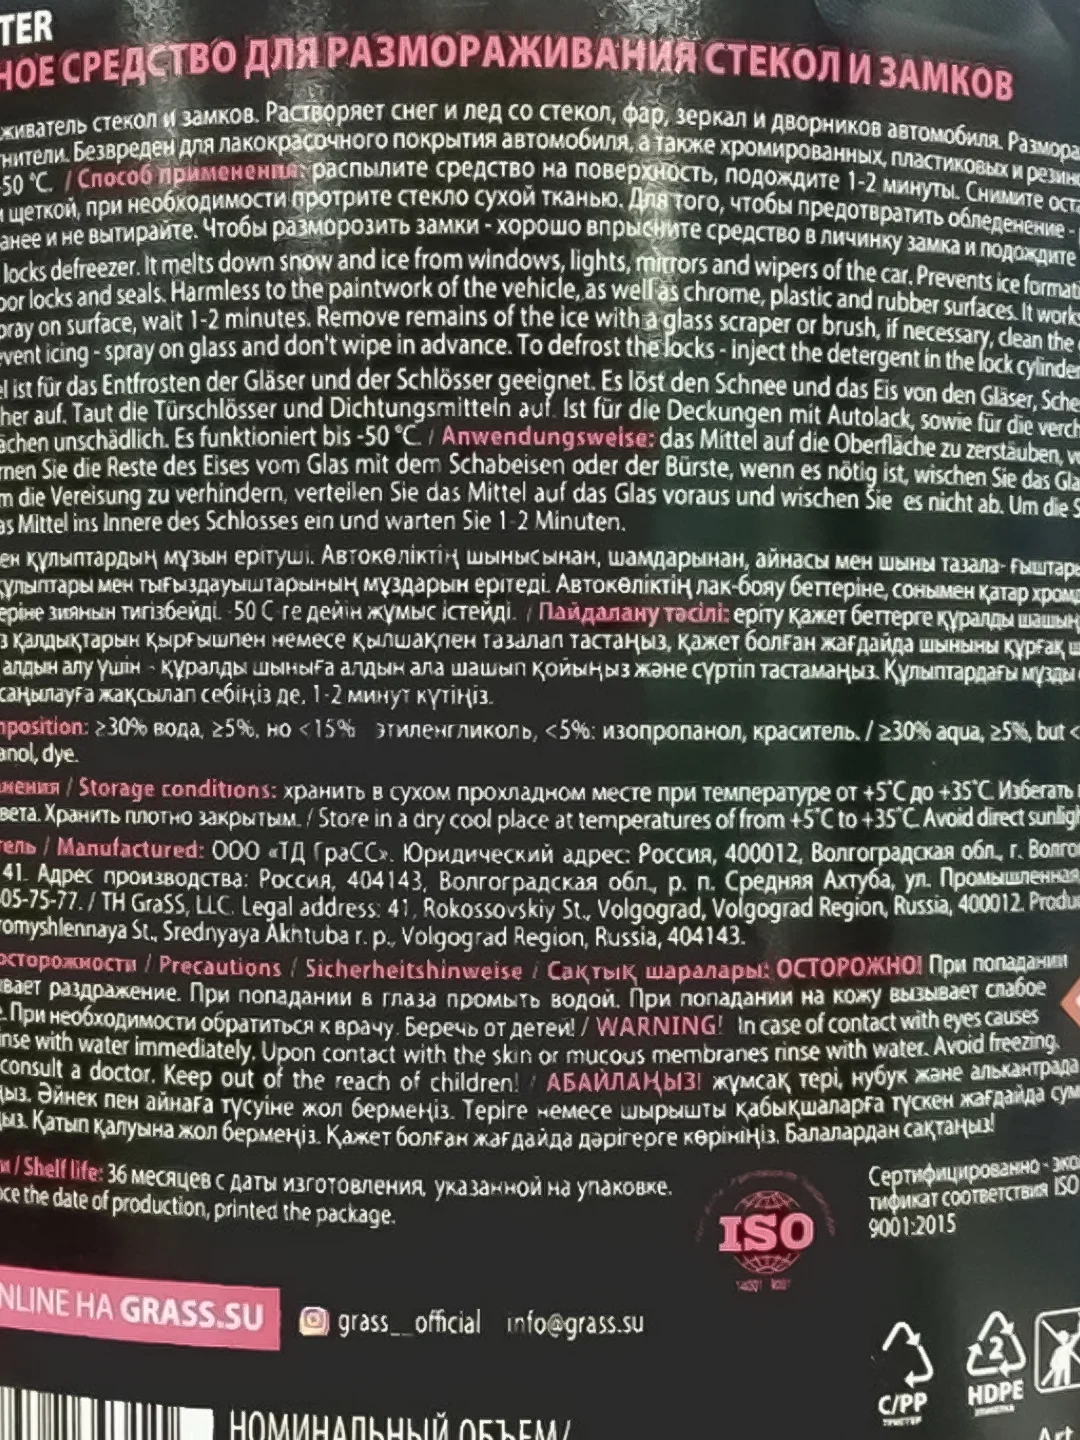 TER
НОЕ СРЕДСТВО ДЛЯ РАЗМОРАЖИВАНИЯ СТЕКОЛ И ЗАМКОВ
живатель стекол и замков. Растворяет снег и лед со стекол, фар, зеркал и дворников автомобиля. Размора
нители. Безвреден для лакокрасочного покрытия автомобиля, а также хромированных, пластиковых и резино
-50 °С. / Способ применения: распылите средство на поверхность, подождите 1-2 минуты. Снимите оста
и щеткой, при необходимости протрите стекло сухой тканью. Для того, чтобы предотвратить обледенение -
анее и не вытирайте. Чтобы разморозить замки - хорошо впрысните средство в личинку замка и подождите
locks defreezer. It melts down snow and ice from windows, lights, mirrors and wipers of the car. Prevents ice formati
oor locks and seals. Harmless to the paintwork of the vehicle, as well as chrome, plastic and rubber surfaces. It works
pray on surface, wait 1-2 minutes. Remove remains of the ice with a glass scraper or brush, if necessary, clean the
event icing - spray on glass and don't wipe in advance. To defrost the locks - inject the detergent in the lock cylinder
el ist für das Entfrosten der Gläser und der Schlösser geeignet. Es löst den Schnee und das Eis von den Gläser, Sche
her auf. Taut die Türschlösser und Dichtungsmitteln auf. Ist für die Deckungen mit Autolack, sowie für die verch
ächen unschädlich. Es funktioniert bis -50 °C. / Anwendungsweise: das Mittel auf die Oberfläche zu zerstäuben, w
rnen Sie die Reste des Eises vom Glas mit dem Schabeisen oder der Bürste, wenn es nötig ist, wischen Sie das Gla
m die Vereisung zu verhindern, verteilen Sie das Mittel auf das Glas voraus und wischen Sie es nicht ab. Um die S
as Mittel ins Innere des Schlosses ein und warten Sie 1-2 Minuten.
ен құлыптардың мұзын ерітуші. Автокөліктің шынысынан, шамдарынан, айнасы мен шыны тазала- ғыштары
құлыптары мен тығыздауыштарының мұздарын ерітеді. Автокөліктің лак-бояу беттеріне, сонымен қатар хромд
еріне зиянын тигізбейді. -50 С-ге дейін жұмыс істейді. / Пайдалану тәсілі: еріту қажет беттерге құралды шашың
з қалдықтарын қырғышпен немесе қылшақпен тазалап тастаңыз, қажет болған жағдайда шыныны құрғақ ш
алдын алу үшін - құралды шыныға алдын ала шашып қойыңыз және сүртіп тастамаңыз. Құлыптардағы мұзды
саңылауға жақсылап себіңіз де, 1-2 минут күтіңіз.
mposition: ≥30% вода, ≥5%, но <15% этиленгликоль, <5%: изопропанол, краситель. / ≥30% aqua, ≥5%, but <
anol, dye.
нения / Storage conditions: хранить в сухом прохладном месте при температуре от +5°С до +35°С. Избегать
вета. Хранить плотно закрытым. / Store in a dry cool place at temperatures of from +5°C to +35°C. Avoid direct sunligh
тель / Manufactured: ООО «ТД ГраСС». Юридический адрес: Россия, 400012, Волгоградская обл., г. Волго
41. Адрес производства: Россия, 404143, Волгоградская обл., р. п. Средняя Ахтуба, ул. Промышленная
05-75-77. / TH GraSS, LLC. Legal address: 41, Rokossovskiy St., Volgograd, Volgograd Region, Russia, 400012. Produ
romyshlennaya St., Srednyaya Akhtuba r. p., Volgograd Region, Russia, 404143.
осторожности / Precautions / Sicherheitshinweise / Сақтық шаралары: ОСТОРОЖНО! При попадании
вает раздражение. При попадании в глаза промыть водой. При попадании на кожу вызывает слабое
е. При необходимости обратиться к врачу. Беречь от детей! / WARNING! In case of contact with eyes causes
inse with water immediately. Upon contact with the skin or mucous membranes rinse with water. Avoid freezing.
consult a doctor. Keep out of the reach of children! / АБАЙЛАҢЫЗ! жұмсақ тері, нубук және алькантрада
ңыз. Әйнек пен айнаға түсуіне жол бермеңіз. Теріге немесе шырышты қабықшаларға түскен жағдайда сум
ңыз. Қатып қалуына жол бермеңіз. Қажет болған жағдайда дәрігерге көрініңіз. Балалардан сақтаңыз!
и / Shelf life: 36 месяцев с даты изготовления, указанной на упаковке.
nce the date of production, printed the package.
Сертифицировано - эко
тификат соответствия ISO
9001:2015
ISO
14001 9001
NLINE НА GRASS.SU
grass__official info@grass.su
C/PP
2
HDPE
НОМИНАЛЬНЫЙ ОБЪЕМ/
Art